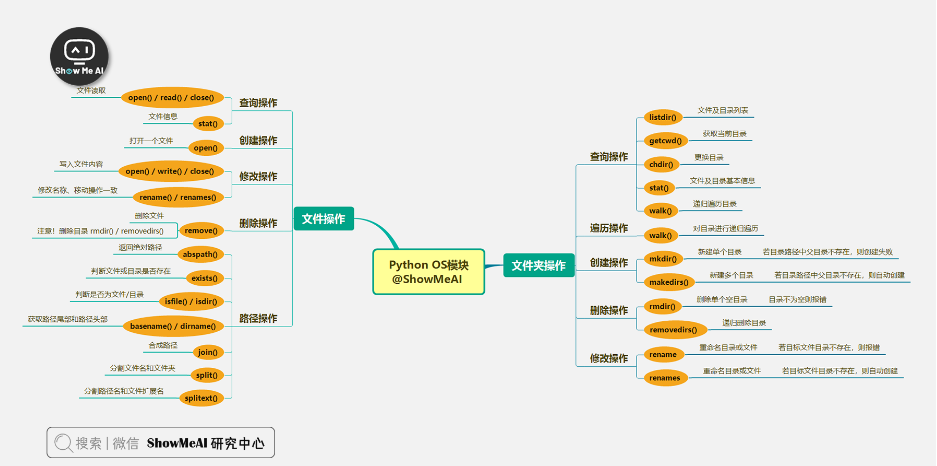 Show Me AI
Python OS模块
@ShowMeAI
文件操作
查询操作
文件读取
open() / read() / close()
文件信息
stat()
创建操作
打开一个文件
open()
修改操作
写入文件内容
open() / write() / close()
修改名称、移动操作一致
rename() / renames()
删除操作
删除文件
注意！删除目录 rmdir() / removedirs()
remove()
路径操作
返回绝对路径
abspath()
判断文件或目录是否存在
exists()
判断是否为文件/目录
isfile() / isdir()
获取路径尾部和路径头部
basename() / dirname()
合成路径
join()
分割文件名和文件夹
split()
分割路径名和文件扩展名
splitext()
文件夹操作
查询操作
listdir() 文件及目录列表
getcwd() 获取当前目录
chdir() 更换目录
stat() 文件及目录基本信息
walk() 递归遍历目录
遍历操作
walk() 对目录进行递归遍历
创建操作
mkdir() 新建单个目录 若目录路径中父目录不存在，则创建失败
makedirs() 新建多个目录 若目录路径中父目录不存在，则自动创建
删除操作
rmdir() 删除单个空目录 目录不为空则报错
removedirs() 递归删除目录
修改操作
rename 重命名目录或文件 若目标文件目录不存在，则报错
renames 重命名目录或文件 若目标文件目录不存在，则自动创建
搜索 | 微信 ShowMeAI 研究中心